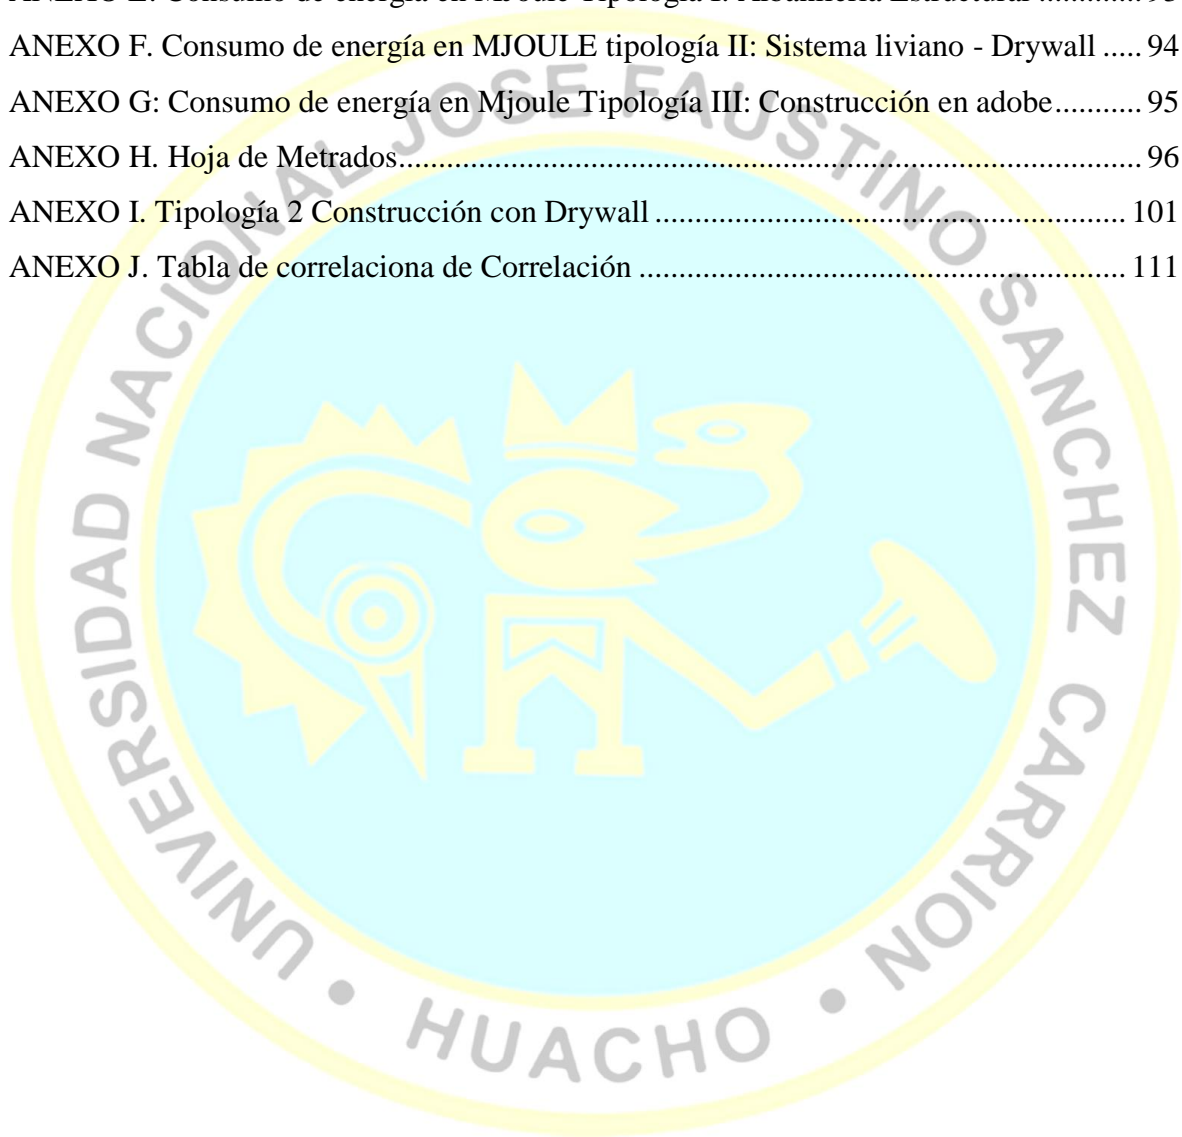 ANEXO F. Consumo de energía en MJOULE tipología II: Sistema liviano - Drywall ..... 94
ANEXO G: Consumo de energía en Mjoule Tipología III: Construcción en adobe........... 95
ANEXO H. Hoja de Metrados.................................................................................................. 96
ANEXO I. Tipología 2 Construcción con Drywall .............................................................. 101
ANEXO J. Tabla de correlaciona de Correlación ................................................................ 111
UNIVERSIDAD NACIONAL JOSE FAUSTINO SANCHEZ CARRION • HUACHO •